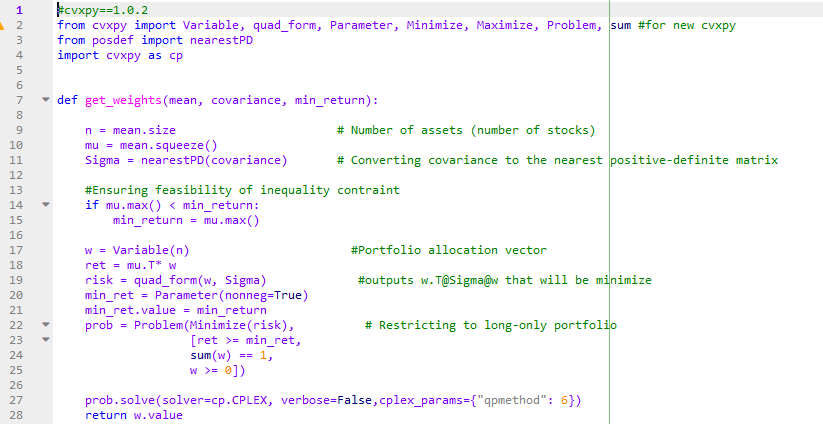 1 #cvxpy==1.0.2
2 from cvxpy import Variable, quad_form, Parameter, Minimize, Maximize, Problem, sum #for new cvxpy
3 from posdef import nearestPD
4 import cvxpy as cp
5
6
7 def get_weights(mean, covariance, min_return):
8
9     n = mean.size                       # Number of assets (number of stocks)
10     mu = mean.squeeze()
11     Sigma = nearestPD(covariance)       # Converting covariance to the nearest positive-definite matrix
12
13     #Ensuring feasibility of inequality contraint
14     if mu.max() < min_return:
15         min_return = mu.max()
16
17     w = Variable(n)                       #Portfolio allocation vector
18     ret = mu.T* w
19     risk = quad_form(w, Sigma)             #outputs w.T@Sigma@w that will be minimize
20     min_ret = Parameter(nonneg=True)
21     min_ret.value = min_return
22     prob = Problem(Minimize(risk),          # Restricting to long-only portfolio
23                    [ret >= min_ret,
24                    sum(w) == 1,
25                    w >= 0])
26
27     prob.solve(solver=cp.CPLEX, verbose=False,cplex_params={"qpmethod": 6})
28     return w.value